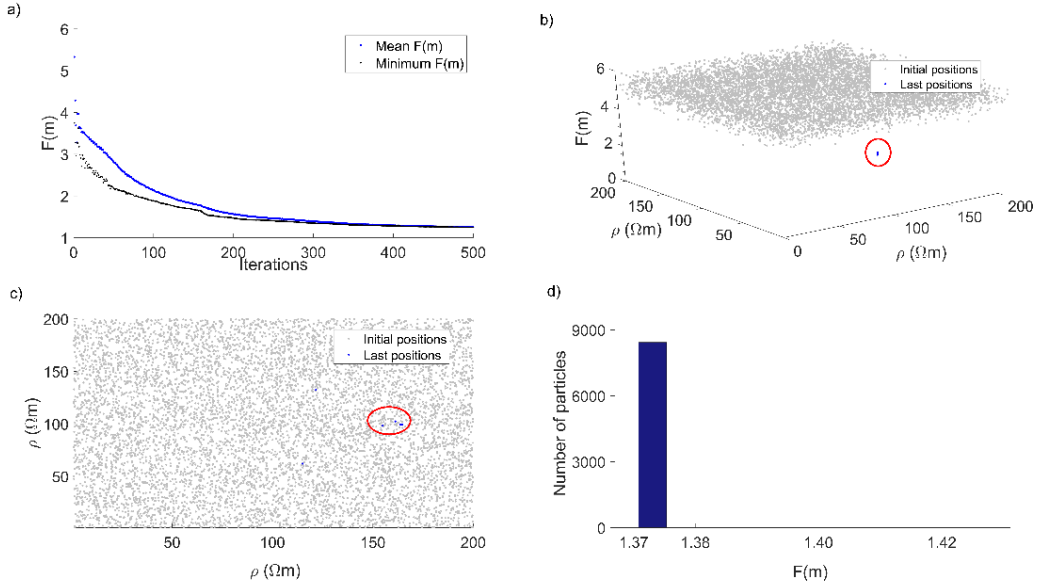 a)
6
5
4
3
2
1
F(m)
Mean F(m)
Minimum F(m)
0
100
200
300
400
500
Iterations
b)
6
4
2
0
F(m)
Initial positions
Last positions
200
150
100
50
ρ (Ωm)
0
50
100
150
200
ρ (Ωm)
c)
200
150
100
50
ρ (Ωm)
Initial positions
Last positions
50
100
150
200
ρ (Ωm)
d)
9000
6000
3000
0
Number of particles
1.37
1.38
1.40
1.42
F(m)